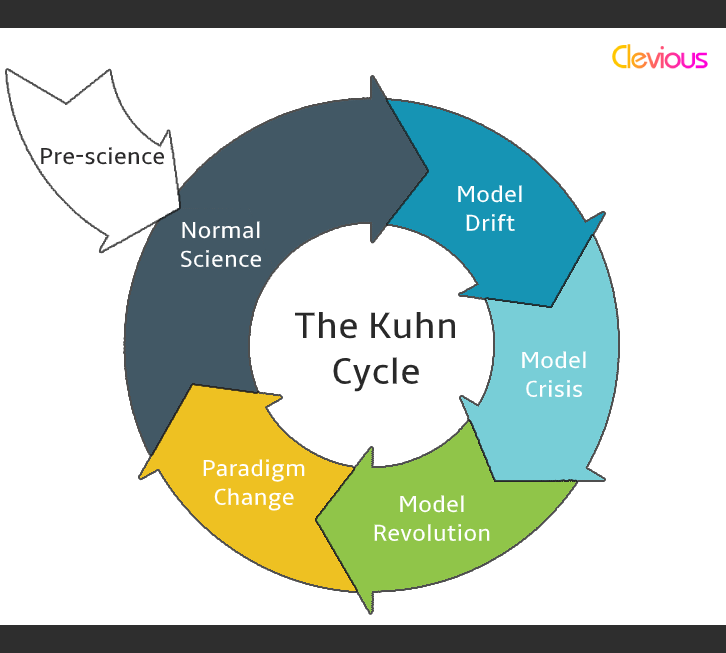 Clevious
Pre-science
Normal
Science
Model
Drift
The Kuhn
Cycle
Model
Crisis
Paradigm
Change
Model
Revolution